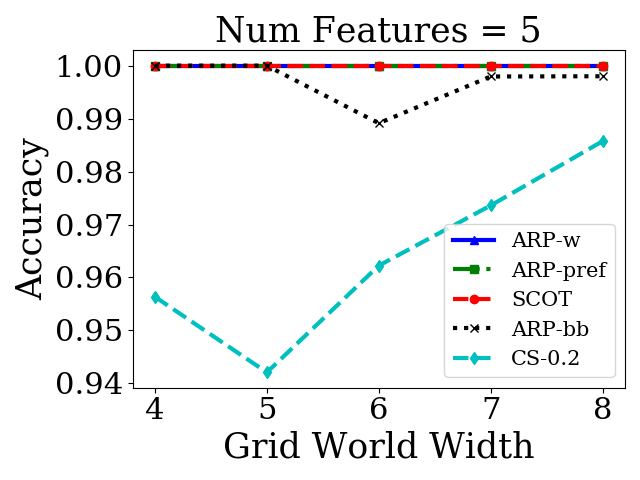 Num Features = 5
1.00
0.99
0.98
0.97
0.96
0.95
0.94
Accuracy
ARP-w
ARP-pref
SCOT
ARP-bb
CS-0.2
4 5 6 7 8
Grid World Width